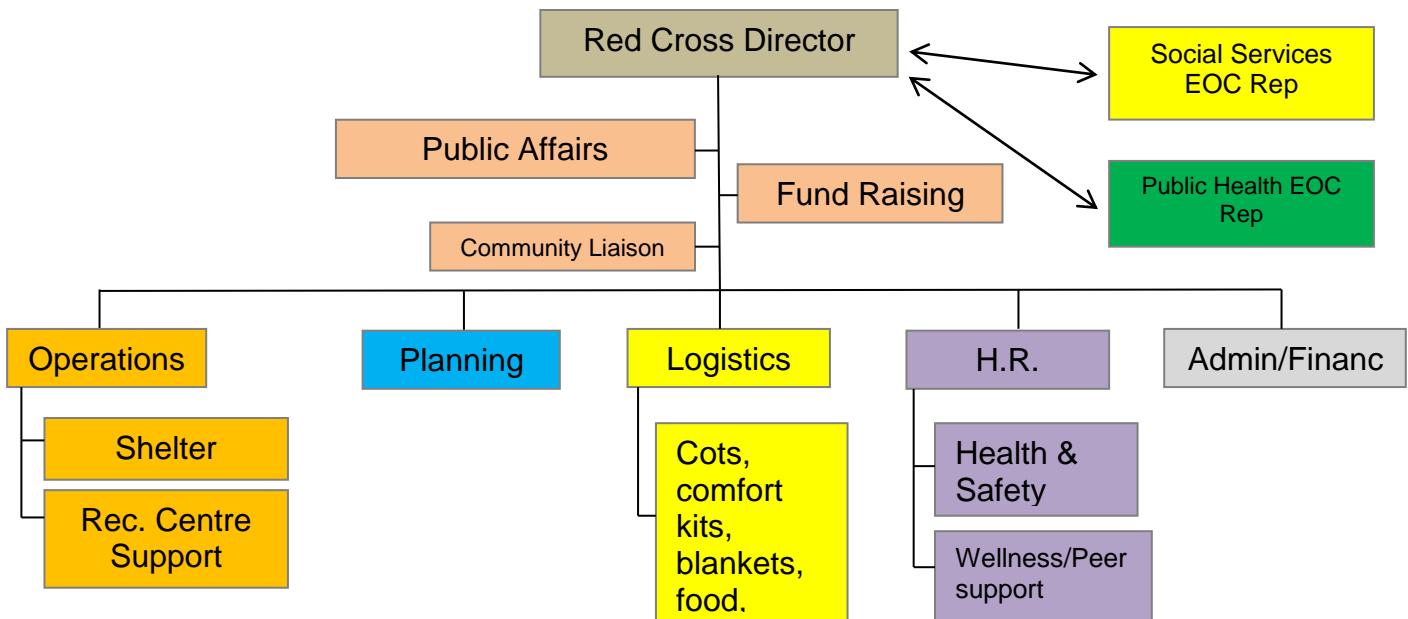 Red Cross Director
Social Services
EOC Rep
Public Affairs
Fund Raising
Public Health EOC
Rep
Community Liaison
Operations
Planning
Logistics
H.R.
Admin/Financ
Shelter
Rec. Centre
Support
Cots,
comfort
kits,
blankets,
food,
Health &
Safety
Wellness/Peer
support